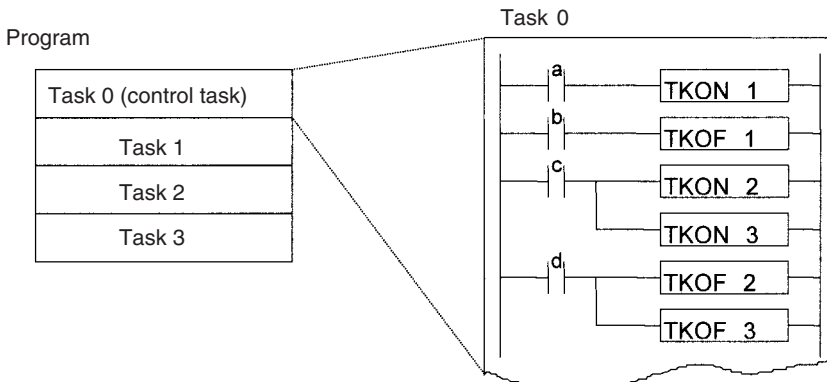 Program
Task 0 (control task)
Task 1
Task 2
Task 3
Task 0
a
TKON 1
b
TKOF 1
c
TKON 2
TKON 3
d
TKOF 2
TKOF 3